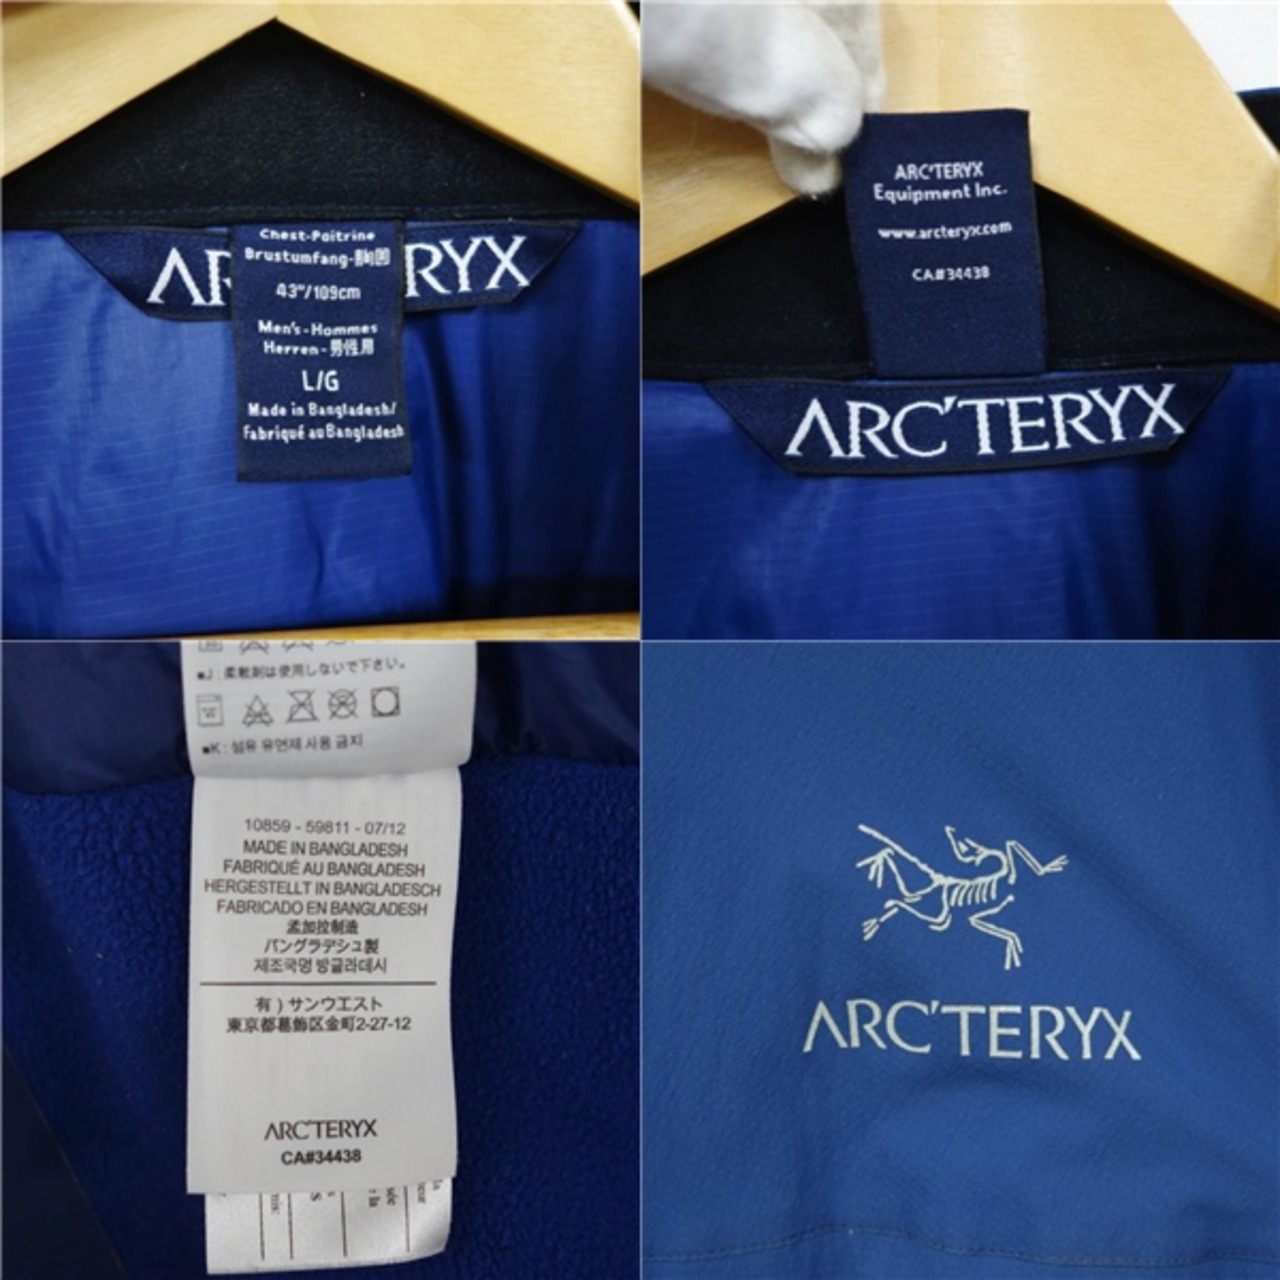 ARC'TERYX
Chest-Poitrine
Brustumfang-胸囲
43"/109cm
Men's-Hommes
Herren-男性用
L/G
Made in Bangladesh/
Fabriqué au Bangladesh
ARC'TERYX
Equipment Inc.
www.arcteryx.com
CA#34438
ARC'TERYX
■J : 柔軟剤は使用しないで下さい。
■K : 섬유 유연제 사용 금지
10859 - 59811 - 07/12
MADE IN BANGLADESH
FABRIQUÉ AU BANGLADESH
HERGESTELLT IN BANGLADESCH
FABRICADO EN BANGLADESH
孟加拉制造
バングラデシュ製
제조국명 방글라데시
有 ) サンウエスト
東京都葛飾区金町2-27-12
ARC'TERYX
CA#34438
ARC'TERYX